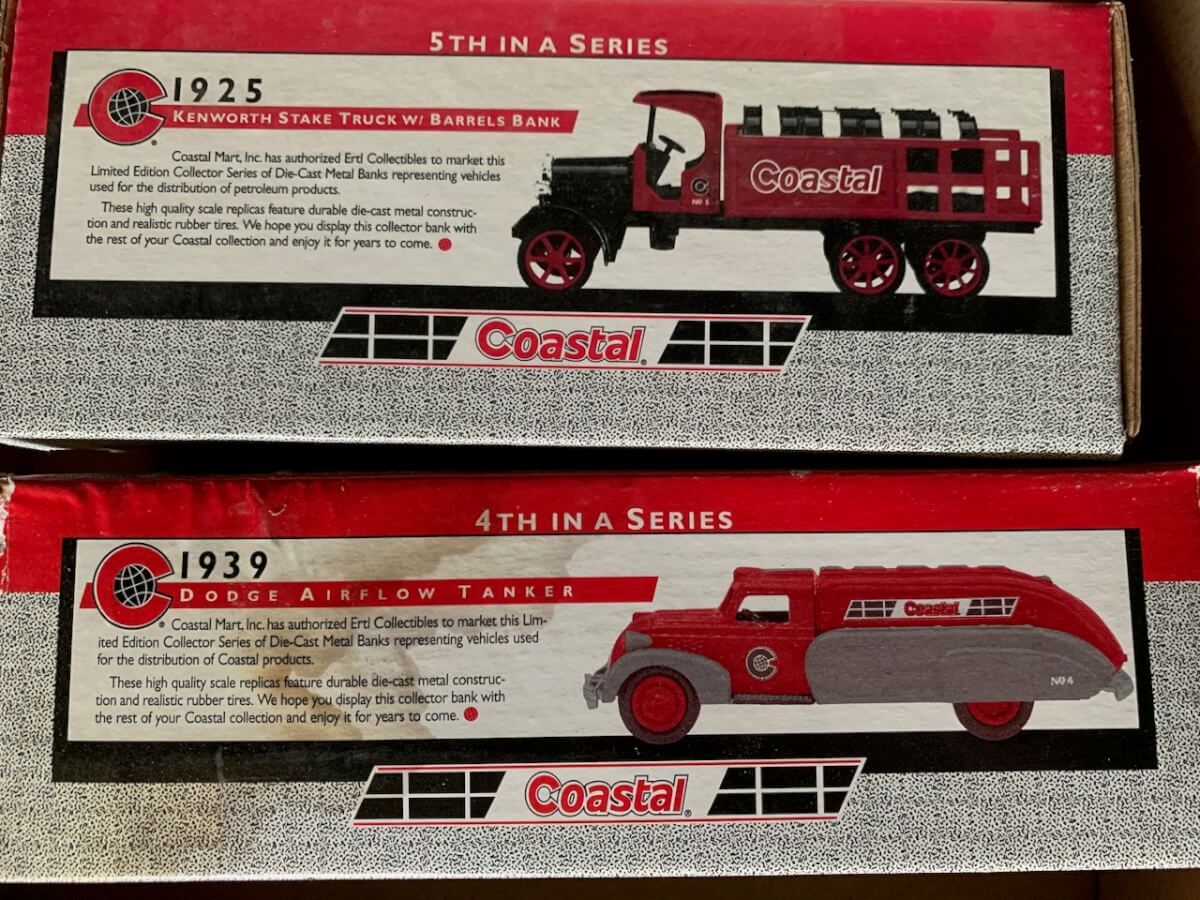 5TH IN A SERIES
1925
KENWORTH STAKE TRUCK W/ BARRELS BANK
Coastal Mart, Inc. has authorized Ertl Collectibles to market this
Limited Edition Collector Series of Die-Cast Metal Banks representing vehicles
used for the distribution of petroleum products.
These high quality scale replicas feature durable die-cast metal construc-
tion and realistic rubber tires. We hope you display this collector bank with
the rest of your Coastal collection and enjoy it for years to come.
Coastal
C
Nº 5
Coastal®
4TH IN A SERIES
1939
DODGE AIRFLOW TANKER
Coastal Mart, Inc. has authorized Ertl Collectibles to market this Lim-
ited Edition Collector Series of Die-Cast Metal Banks representing vehicles used
for the distribution of Coastal products.
These high quality scale replicas feature durable die-cast metal construc-
tion and realistic rubber tires. We hope you display this collector bank with
the rest of your Coastal collection and enjoy it for years to come.
Coastal
C
Nº 4
Coastal®